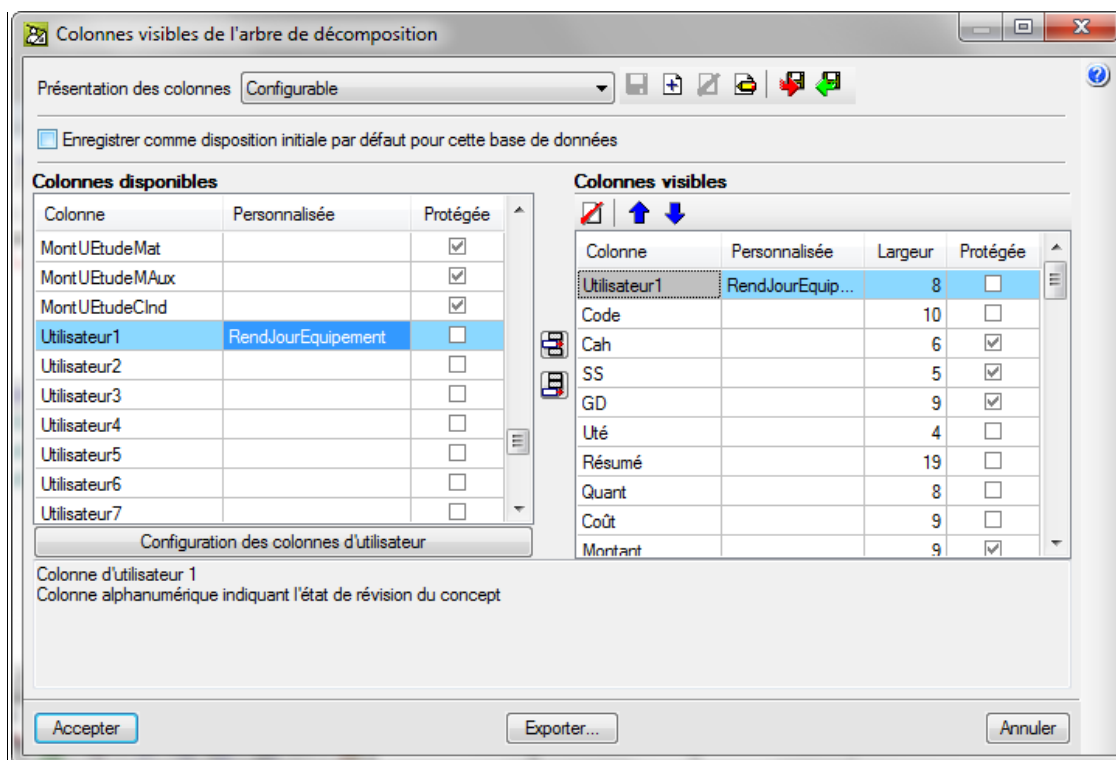 Colonnes visibles de l'arbre de décomposition
Présentation des colonnes Configurable
Enregistrer comme disposition initiale par défaut pour cette base de données
Colonnes disponibles
Colonne Personnalisée Protégée
MontUEtudeMat
MontUEtudeMAux
MontUEtudeCInd
Utilisateur1 RendJourEquipement
Utilisateur2
Utilisateur3
Utilisateur4
Utilisateur5
Utilisateur6
Utilisateur7
Configuration des colonnes d'utilisateur
Colonnes visibles
Colonne Personnalisée Largeur Protégée
Utilisateur1 RendJourEquip... 8
Code 10
Cah 6
SS 5
GD 9
Uté 4
Résumé 19
Quant 8
Coût 9
Montant 9
Colonne d'utilisateur 1
Colonne alphanumérique indiquant l'état de révision du concept
Accepter Exporter... Annuler